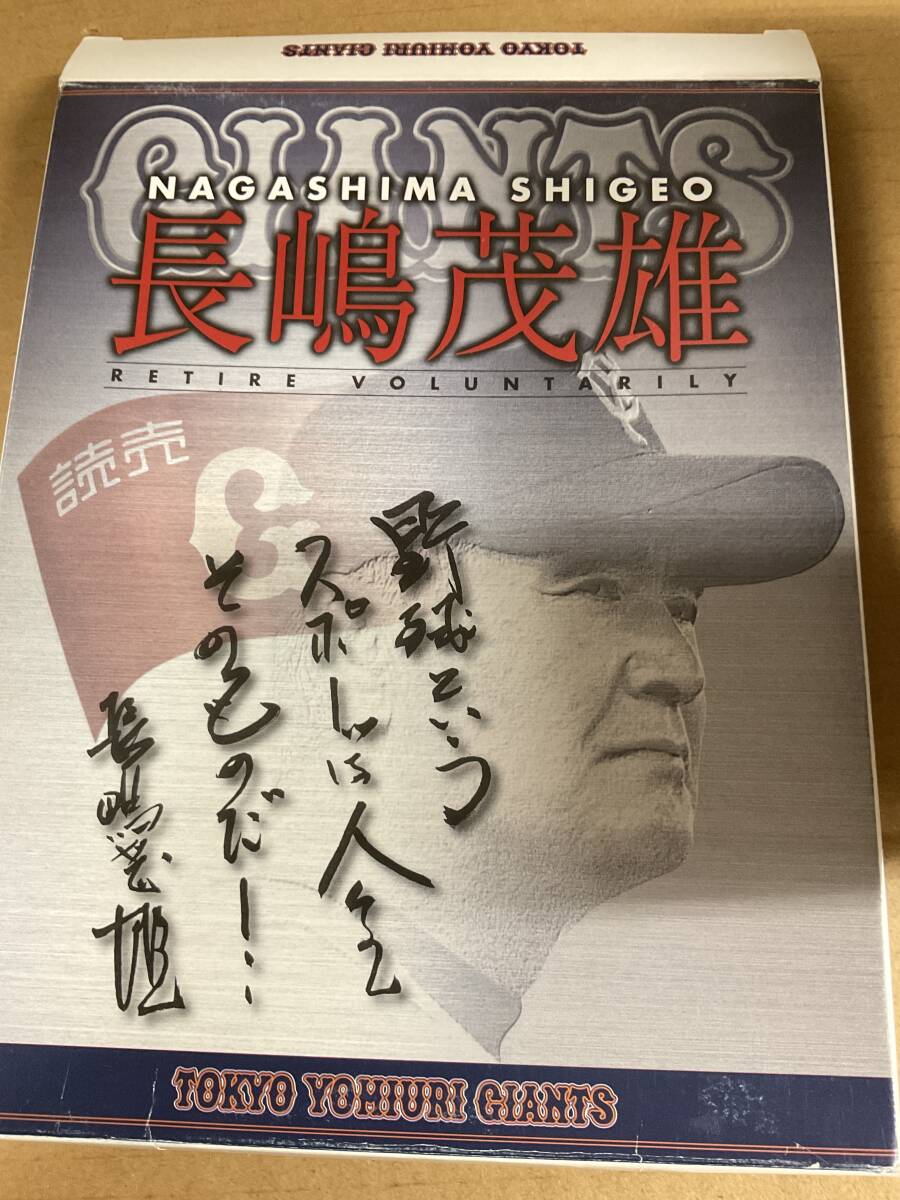 TOKYO YOMIURI GIANTS
GIANTS
NAGASHIMA SHIGEO
長嶋茂雄
RETIRE VOLUNTARILY
読売
G
野球という
スポーツは人生
そのものだー…
長嶋茂雄
TOKYO YOMIURI GIANTS